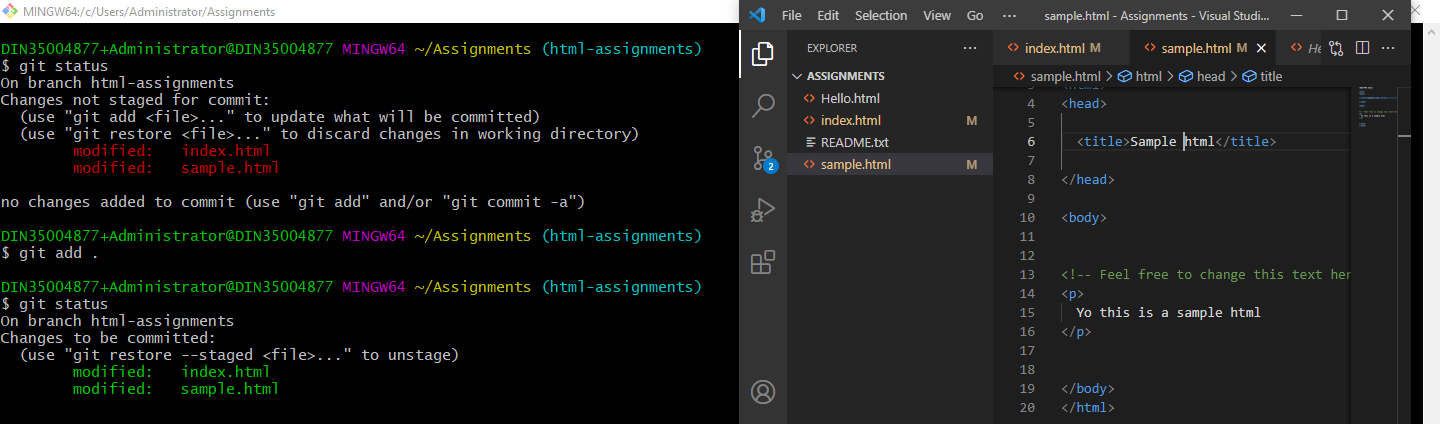 MINGW64:/c/Users/Administrator/Assignments
DIN35004877+Administrator@DIN35004877 MINGW64 ~/Assignments (html-assignments)
$ git status
On branch html-assignments
Changes not staged for commit:
  (use "git add <file>..." to update what will be committed)
  (use "git restore <file>..." to discard changes in working directory)
        modified:   index.html
        modified:   sample.html
no changes added to commit (use "git add" and/or "git commit -a")
DIN35004877+Administrator@DIN35004877 MINGW64 ~/Assignments (html-assignments)
$ git add .
DIN35004877+Administrator@DIN35004877 MINGW64 ~/Assignments (html-assignments)
$ git status
On branch html-assignments
Changes to be committed:
  (use "git restore --staged <file>..." to unstage)
        modified:   index.html
        modified:   sample.html
File Edit Selection View Go ··· sample.html - Assignments - Visual Studi...
EXPLORER ···
ASSIGNMENTS
Hello.html
index.html M
README.txt
sample.html M
2
index.html M sample.html M He ···
sample.html > html > head > title
4 <head>
5
6   <title>Sample html</title>
7
8 </head>
9
10 <body>
11
12
13 <!-- Feel free to change this text her
14 <p>
15   Yo this is a sample html
16 </p>
17
18
19 </body>
20 </html>